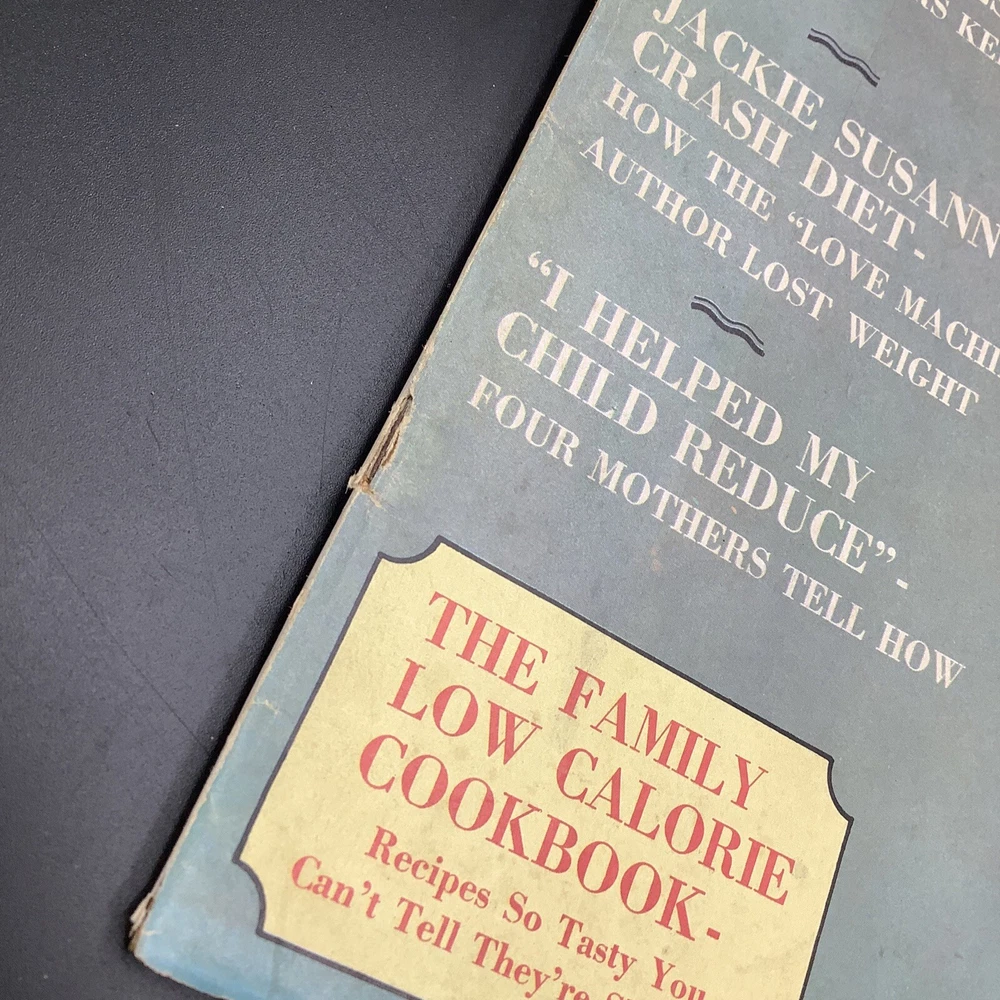 JACKIE SUSANN
CRASH DIET-
HOW THE "LOVE
AUTHOR LOST WEIGHT
"I HELPED MY
CHILD REDUCE"-
FOUR MOTHERS TELL HOW
THE FAMILY
LOW CALORIE
COOKBOOK-
Recipes So Tasty You
Can't Tell They're